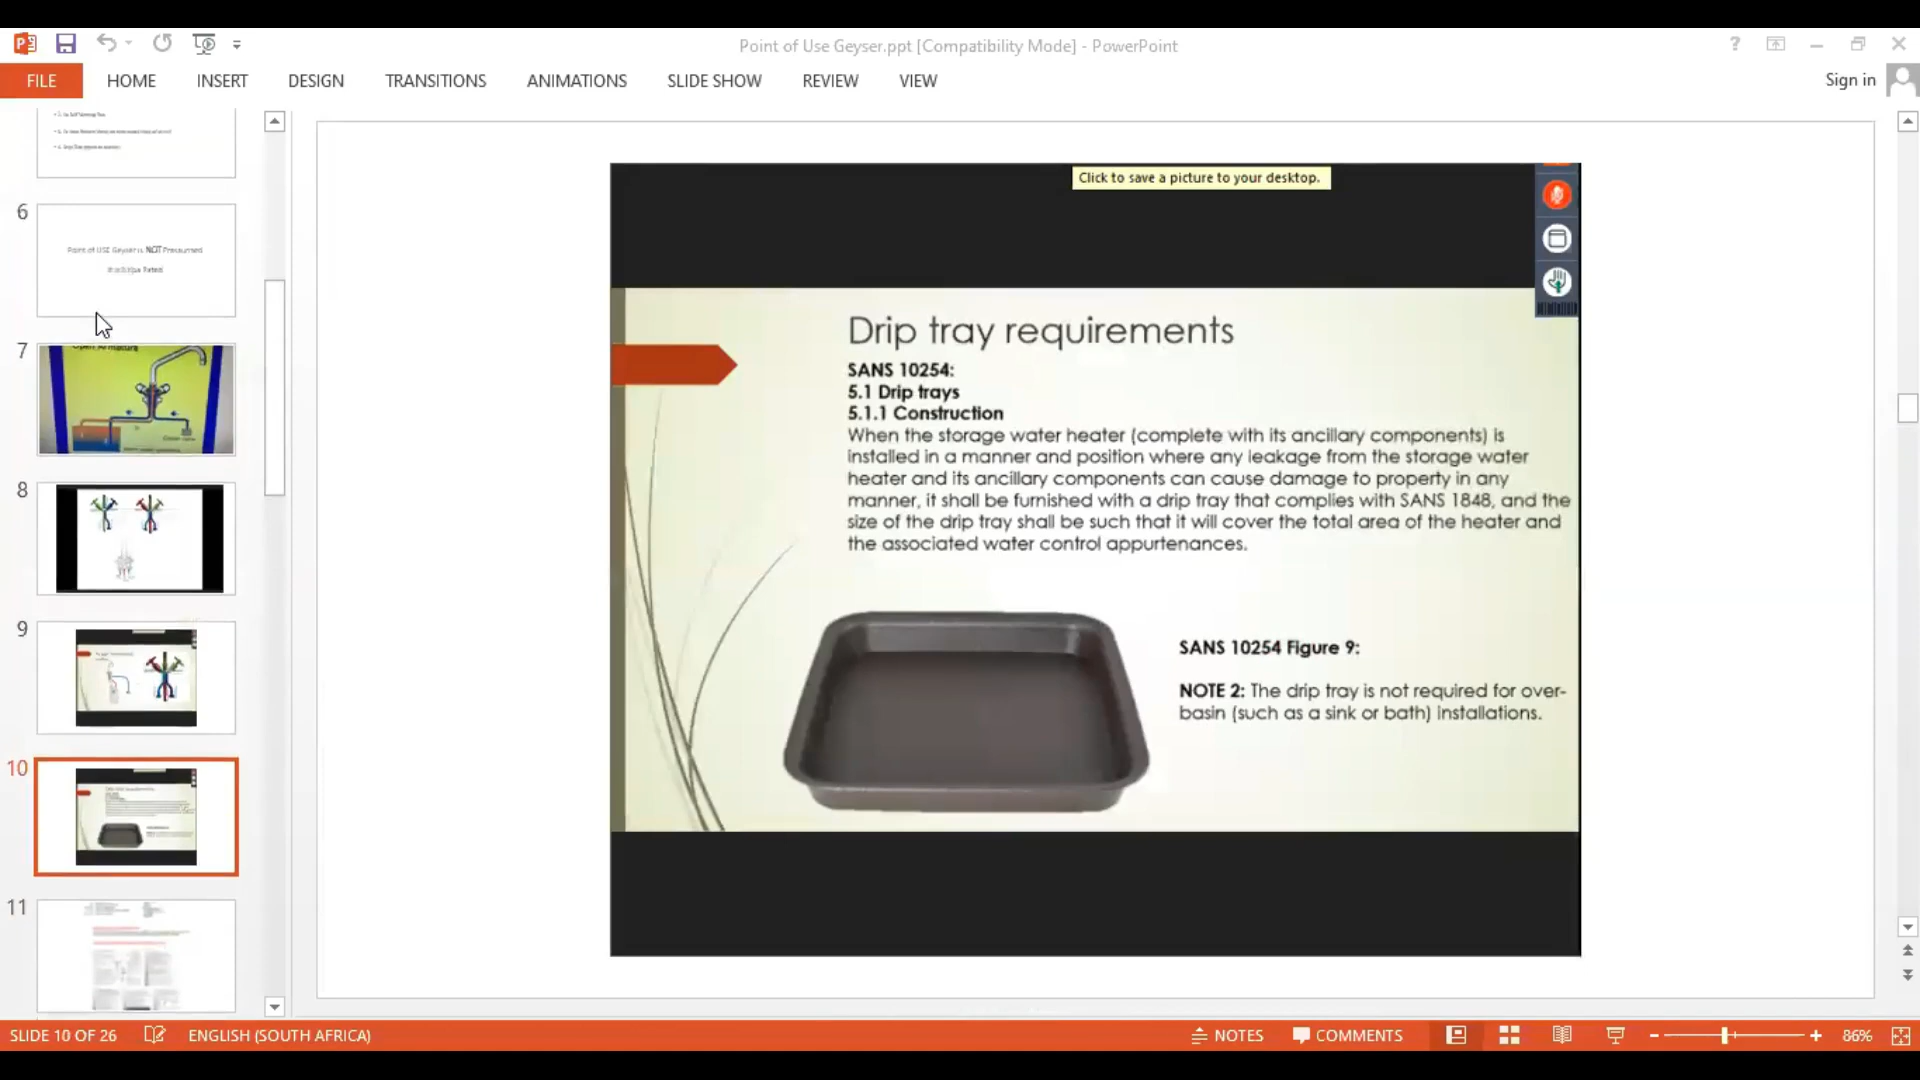 Point of Use Geyser.ppt [Compatibility Mode] - PowerPoint
FILE HOME INSERT DESIGN TRANSITIONS ANIMATIONS SLIDE SHOW REVIEW VIEW
Sign in
6
Point of USE Geyser is NOT Pressurised
7
8
9
10
11
Click to save a picture to your desktop.
Drip tray requirements
SANS 10254:
5.1 Drip trays
5.1.1 Construction
When the storage water heater (complete with its ancillary components) is
installed in a manner and position where any leakage from the storage water
heater and its ancillary components can cause damage to property in any
manner, it shall be furnished with a drip tray that complies with SANS 1848, and the
size of the drip tray shall be such that it will cover the total area of the heater and
the associated water control appurtenances.
SANS 10254 Figure 9:
NOTE 2: The drip tray is not required for over-
basin (such as a sink or bath) installations.
SLIDE 10 OF 26
ENGLISH (SOUTH AFRICA)
NOTES
COMMENTS
86%